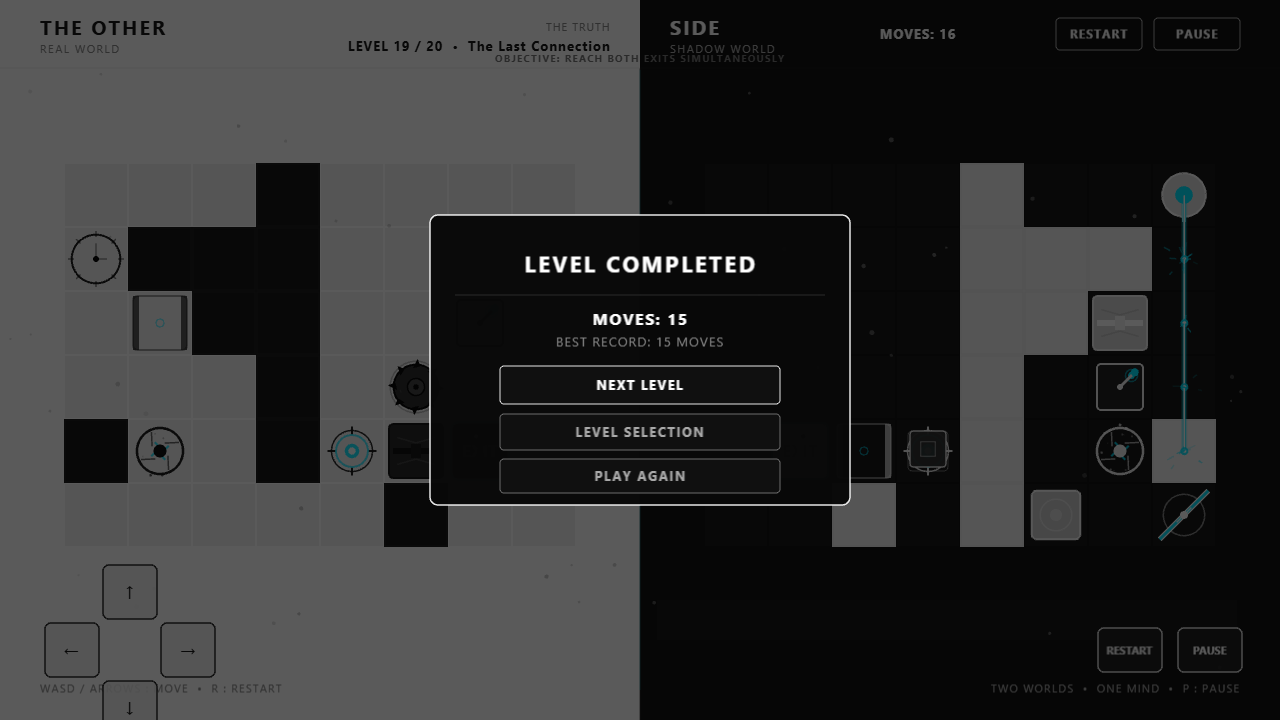 THE OTHER
REAL WORLD
THE TRUTH
LEVEL 19 / 20 • The Last Connection
OBJECTIVE: REACH BOTH EXITS SIMULTANEOUSLY
SIDE
SHADOW WORLD
MOVES: 16
RESTART
PAUSE
LEVEL COMPLETED
MOVES: 15
BEST RECORD: 15 MOVES
NEXT LEVEL
LEVEL SELECTION
PLAY AGAIN
↑
←
→
↓
WASD / MOVE • R : RESTART
RESTART
PAUSE
TWO WORLDS • ONE MIND • P : PAUSE